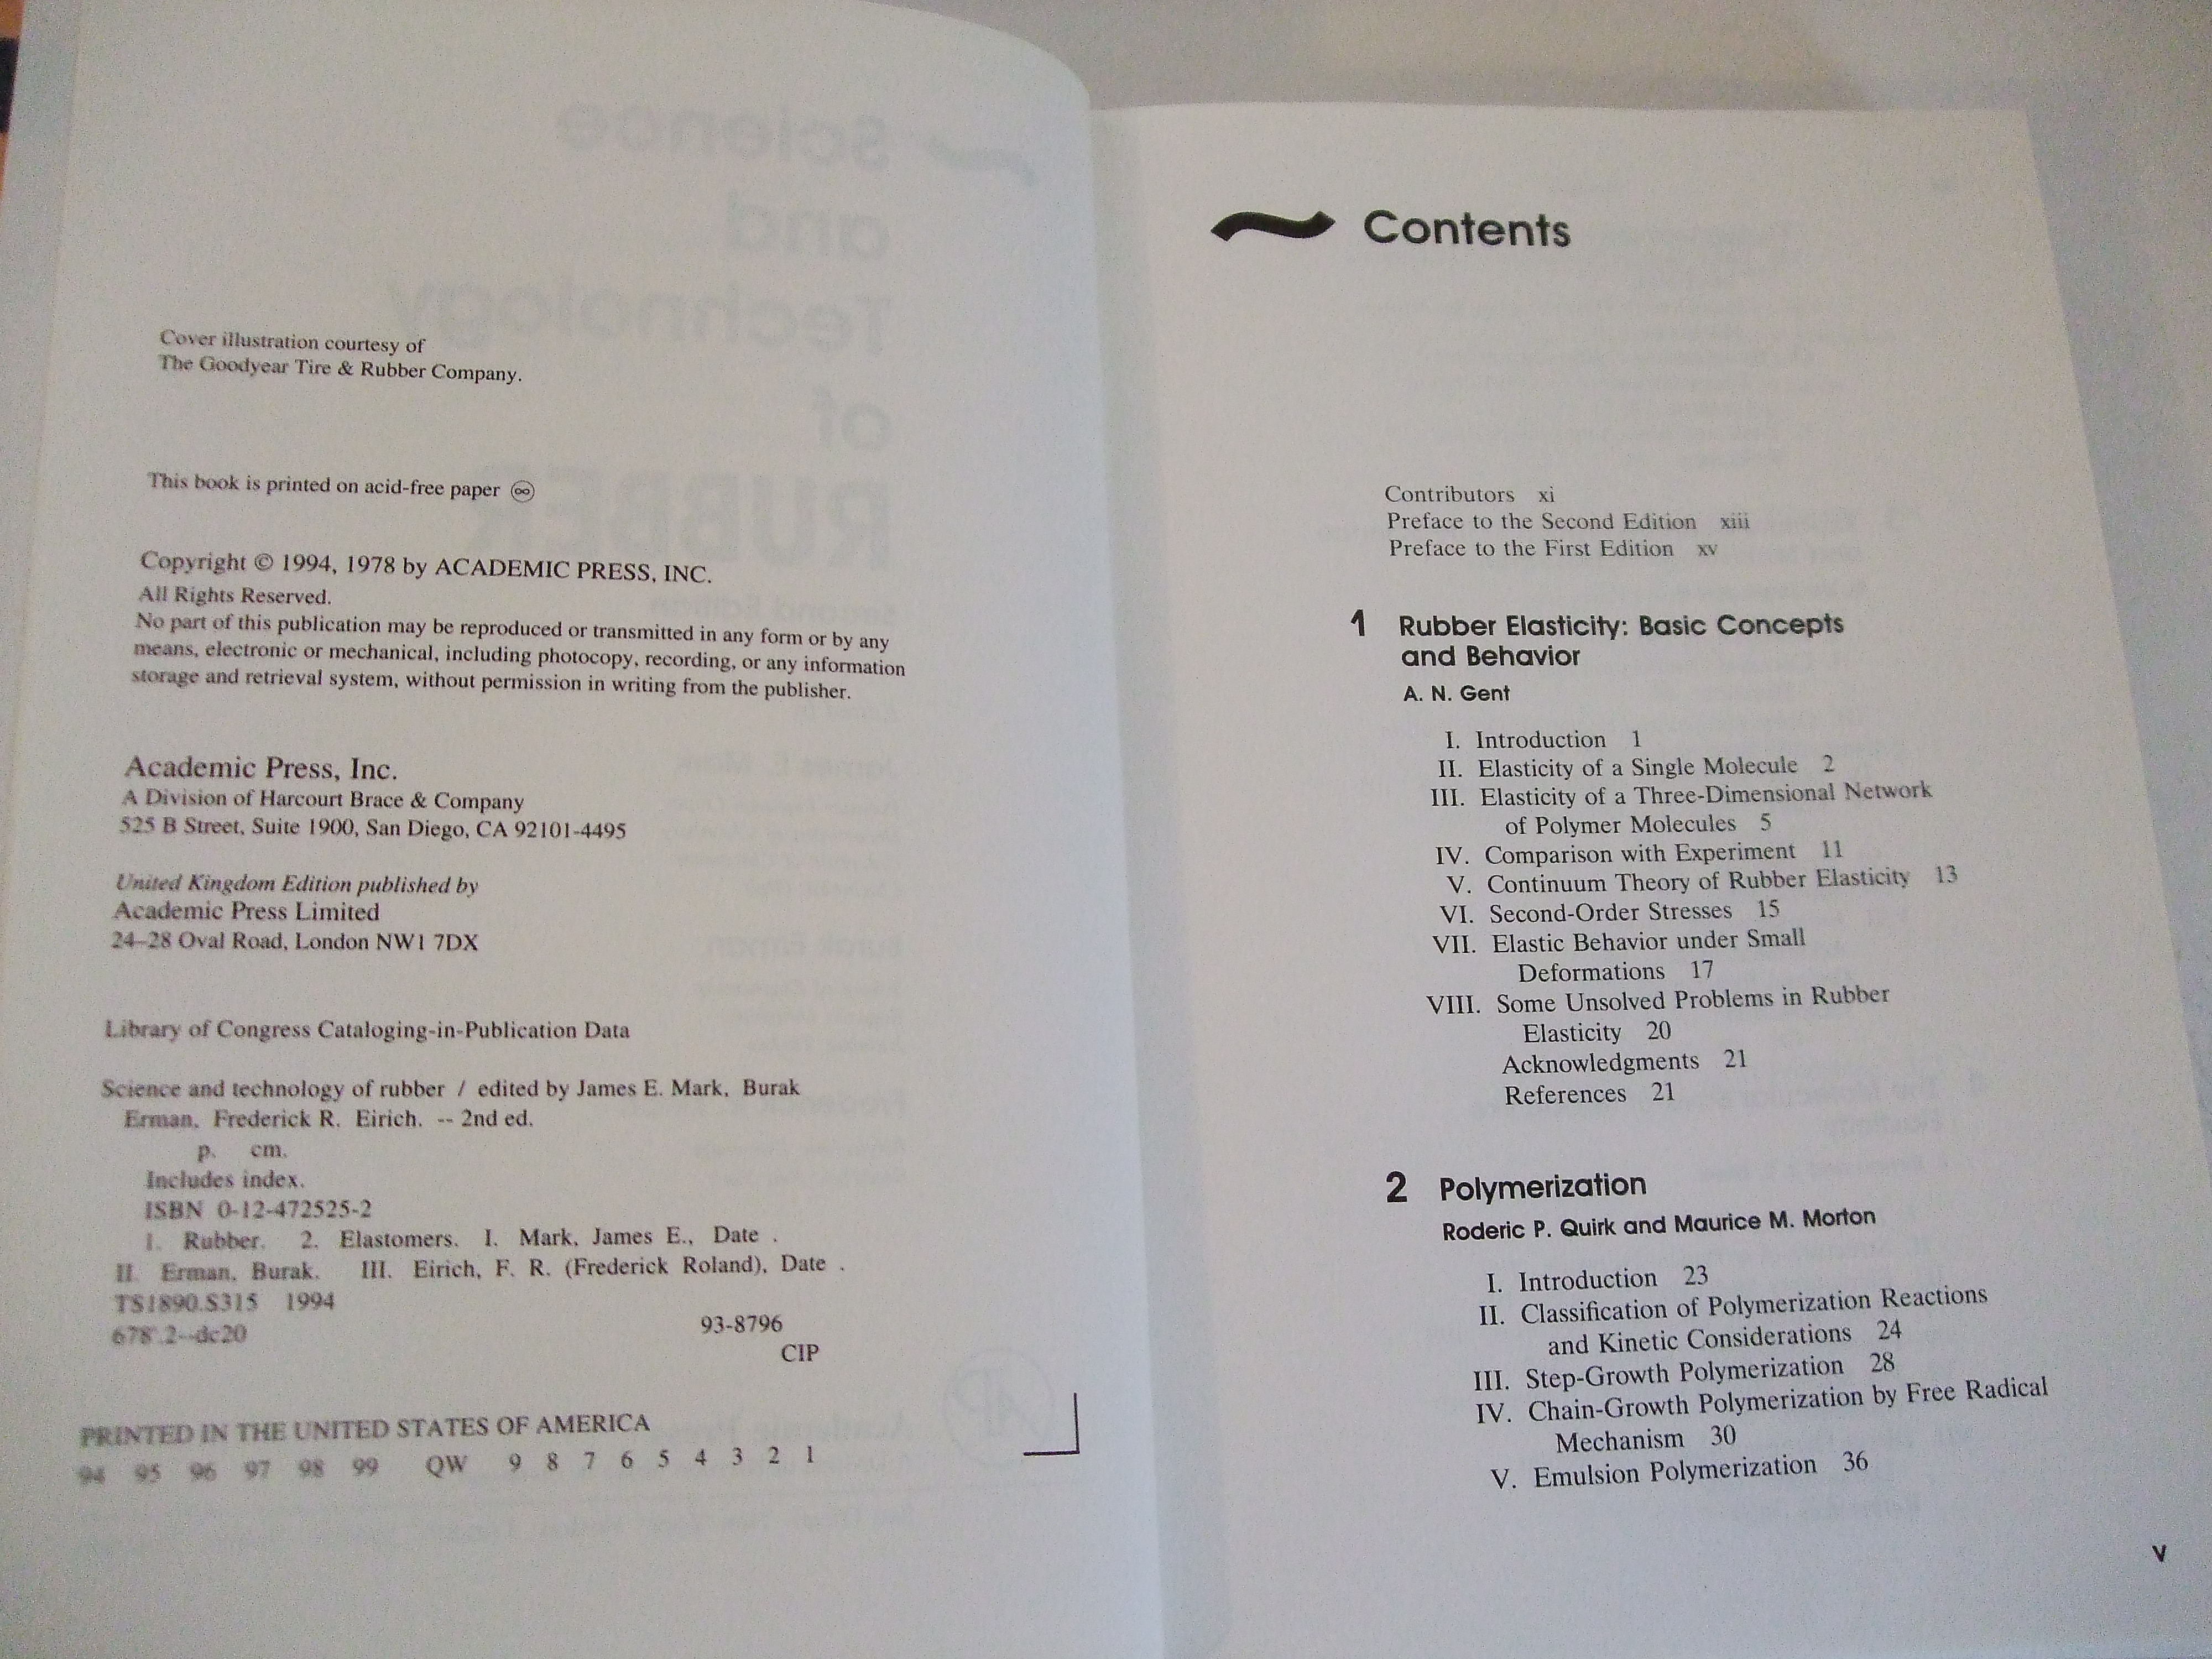 Cover illustration courtesy of
The Goodyear Tire & Rubber Company.
This book is printed on acid-free paper ♾
Copyright © 1994, 1978 by ACADEMIC PRESS, INC.
All Rights Reserved.
No part of this publication may be reproduced or transmitted in any form or by any
means, electronic or mechanical, including photocopy, recording, or any information
storage and retrieval system, without permission in writing from the publisher.
Academic Press, Inc.
A Division of Harcourt Brace & Company
525 B Street, Suite 1900, San Diego, CA 92101-4495
United Kingdom Edition published by
Academic Press Limited
24–28 Oval Road, London NW1 7DX
Library of Congress Cataloging-in-Publication Data
Science and technology of rubber / edited by James E. Mark, Burak
Erman, Frederick R. Eirich. -- 2nd ed.
p. cm.
Includes index.
ISBN 0-12-472525-2
1. Rubber. 2. Elastomers. I. Mark, James E., Date .
II. Erman, Burak. III. Eirich, F. R. (Frederick Roland), Date .
TS1890.S315 1994
678'.2--dc20
93-8796
CIP
PRINTED IN THE UNITED STATES OF AMERICA
94 95 96 97 98 99 QW 9 8 7 6 5 4 3 2 1
Contents
Contributors xi
Preface to the Second Edition xiii
Preface to the First Edition xv
1 Rubber Elasticity: Basic Concepts
and Behavior
A. N. Gent
I. Introduction 1
II. Elasticity of a Single Molecule 2
III. Elasticity of a Three-Dimensional Network
of Polymer Molecules 5
IV. Comparison with Experiment 11
V. Continuum Theory of Rubber Elasticity 13
VI. Second-Order Stresses 15
VII. Elastic Behavior under Small
Deformations 17
VIII. Some Unsolved Problems in Rubber
Elasticity 20
Acknowledgments 21
References 21
2 Polymerization
Roderic P. Quirk and Maurice M. Morton
I. Introduction 23
II. Classification of Polymerization Reactions
and Kinetic Considerations 24
III. Step-Growth Polymerization 28
IV. Chain-Growth Polymerization by Free Radical
Mechanism 30
V. Emulsion Polymerization 36
v